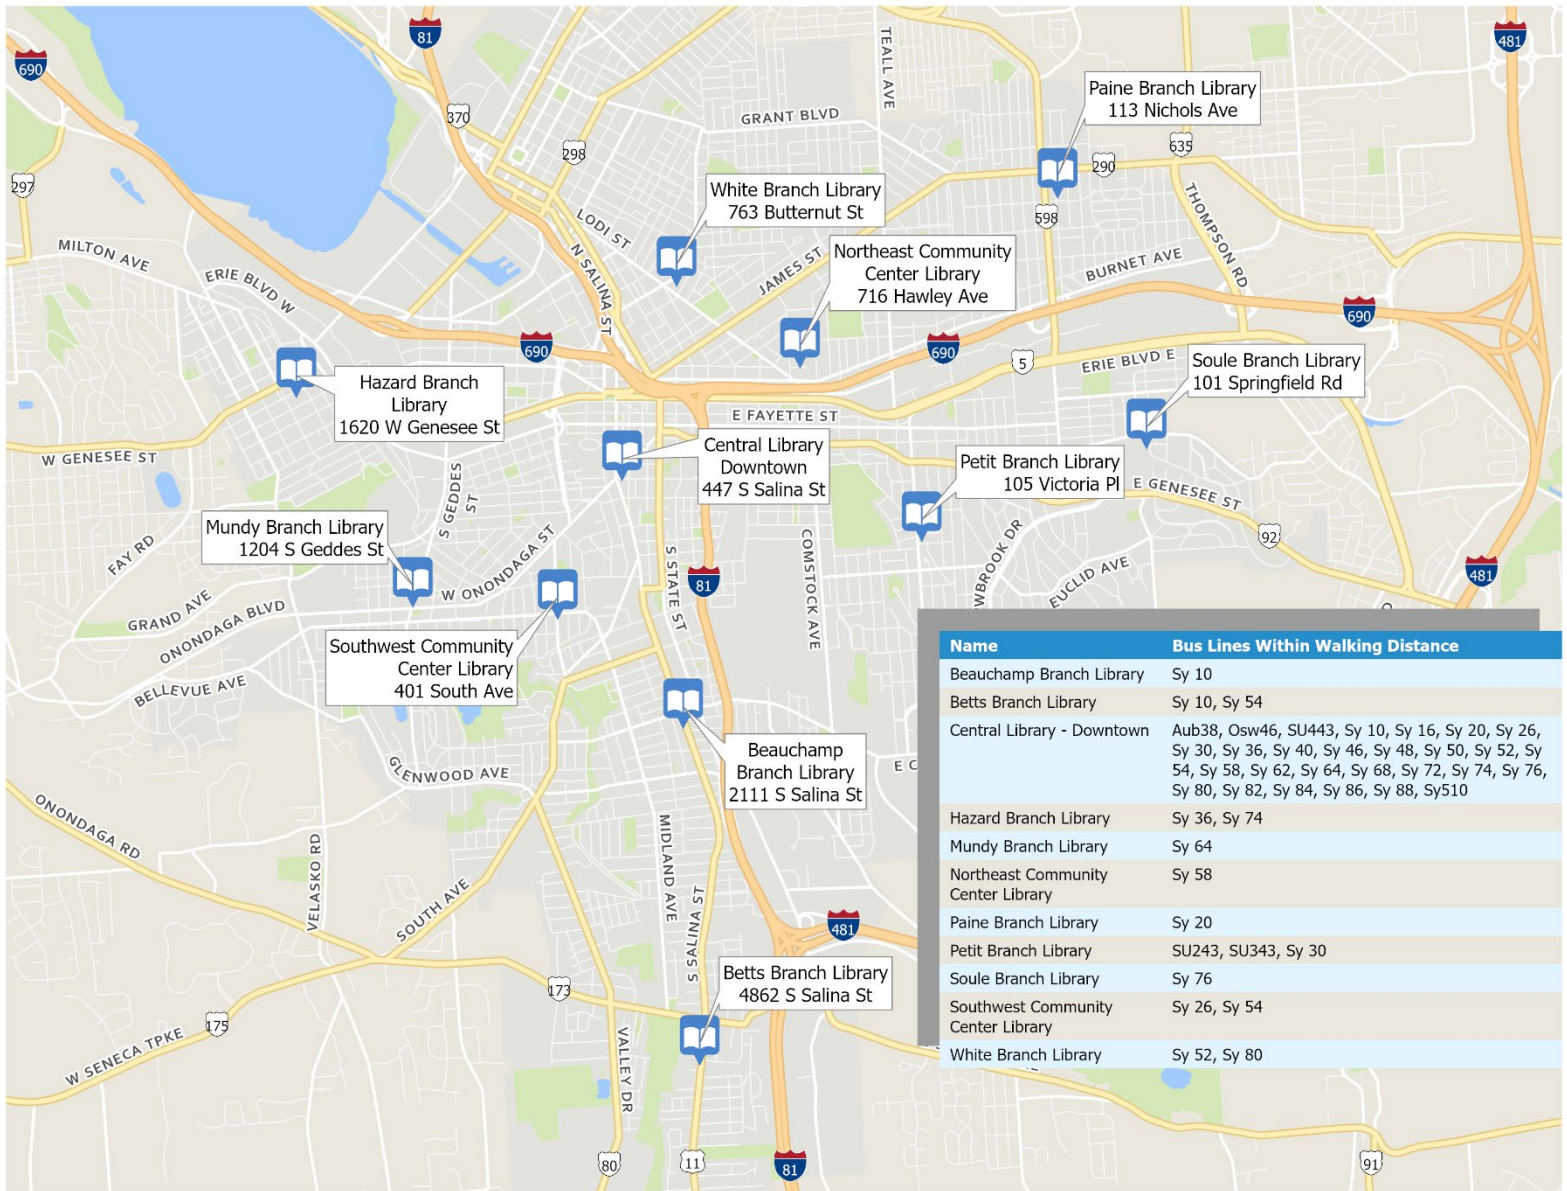 81
481
690
TEALL AVE
Paine Branch Library
113 Nichols Ave
370
GRANT BLVD
298
635
290
297
White Branch Library
763 Butternut St
598
THOMPSON RD
LODI ST
MILTON AVE
ERIE BLVD W
N SALINA ST
JAMES ST
Northeast Community
Center Library
716 Hawley Ave
BURNET AVE
690
690
690
5
ERIE BLVD E
Soule Branch Library
101 Springfield Rd
Hazard Branch
Library
1620 W Genesee St
E FAYETTE ST
W GENESEE ST
Central Library
Downtown
447 S Salina St
Petit Branch Library
105 Victoria Pl
E GENESEE ST
S GEDDES
ST
92
Mundy Branch Library
1204 S Geddes St
FAY RD
W ONONDAGA ST
S STATE ST
COMSTOCK AVE
WBROOK DR
EUCLID AVE
481
81
GRAND AVE
ONONDAGA BLVD
BELLEVUE AVE
Southwest Community
Center Library
401 South Ave
Beauchamp
Branch Library
2111 S Salina St
E C
GLENWOOD AVE
ONONDAGA RD
VELASKO RD
SOUTH AVE
MIDLAND AVE
S SALINA ST
481
Betts Branch Library
4862 S Salina St
173
175
W SENECA TPKE
VALLEY DR
80
11
81
91
Name Bus Lines Within Walking Distance
Beauchamp Branch Library Sy 10
Betts Branch Library Sy 10, Sy 54
Central Library - Downtown Aub38, Osw46, SU443, Sy 10, Sy 16, Sy 20, Sy 26,
Sy 30, Sy 36, Sy 40, Sy 46, Sy 48, Sy 50, Sy 52, Sy
54, Sy 58, Sy 62, Sy 64, Sy 68, Sy 72, Sy 74, Sy 76,
Sy 80, Sy 82, Sy 84, Sy 86, Sy 88, Sy510
Hazard Branch Library Sy 36, Sy 74
Mundy Branch Library Sy 64
Northeast Community Sy 58
Center Library
Paine Branch Library Sy 20
Petit Branch Library SU243, SU343, Sy 30
Soule Branch Library Sy 76
Southwest Community Sy 26, Sy 54
Center Library
White Branch Library Sy 52, Sy 80